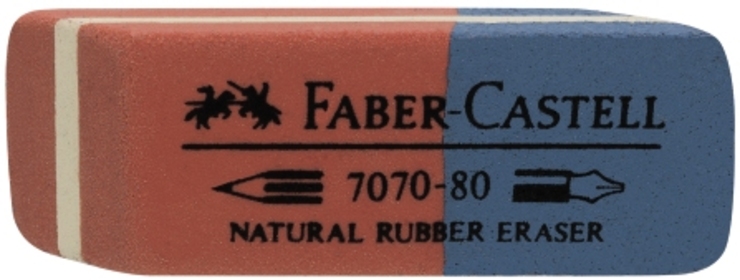 FABER-CASTELL
7070-80
NATURAL RUBBER ERASER